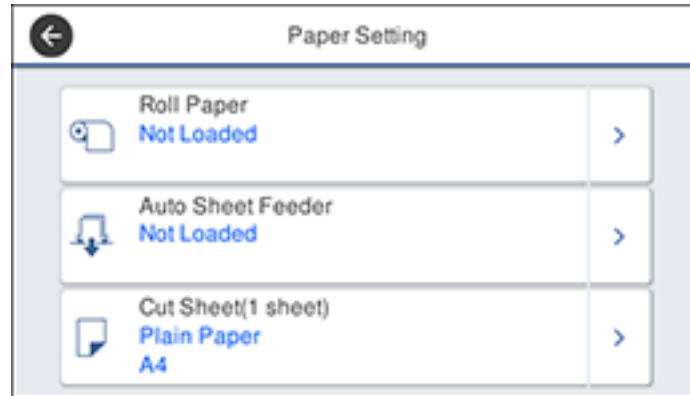 Paper Setting
Roll Paper
Not Loaded
Auto Sheet Feeder
Not Loaded
Cut Sheet(1 sheet)
Plain Paper
A4